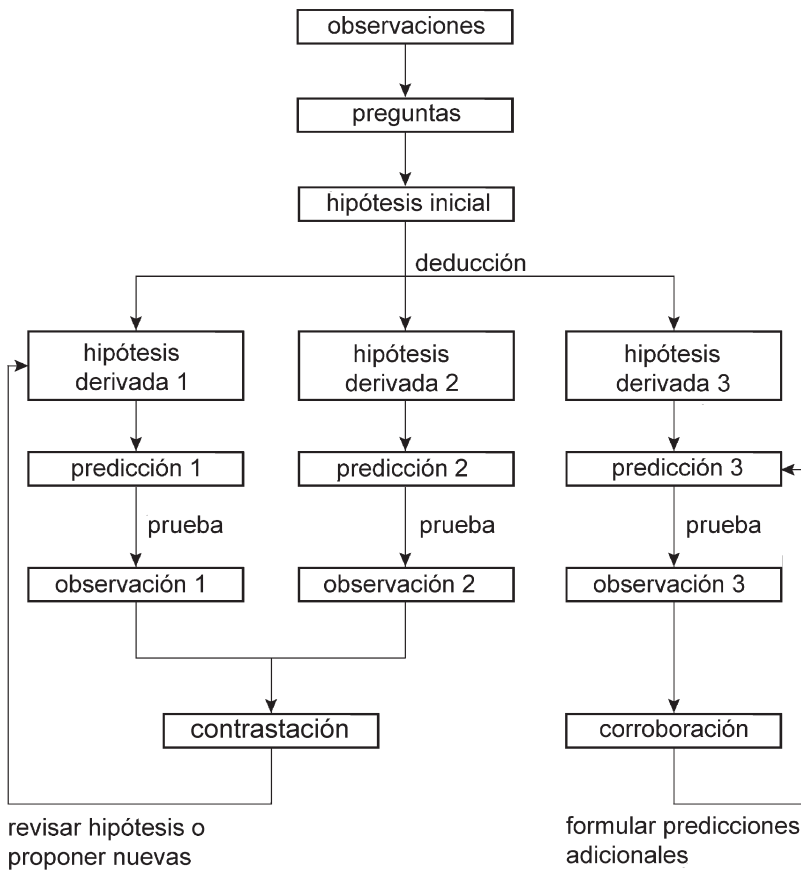 observaciones
preguntas
hipótesis inicial
deducción
hipótesis
derivada 1
hipótesis
derivada 2
hipótesis
derivada 3
predicción 1
predicción 2
predicción 3
prueba
prueba
prueba
observación 1
observación 2
observación 3
contrastación
corroboración
revisar hipótesis o
proponer nuevas
formular predicciones
adicionales